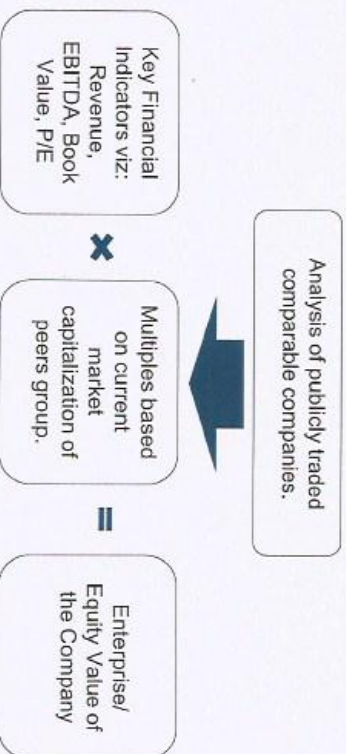 Analysis of publicly traded
comparable companies.
Key Financial
Indicators viz:
Revenue,
EBITDA, Book
Value, P/E
×
Multiples based
on current
market
capitalization of
peers group.
=
Enterprise/
Equity Value of
the Company